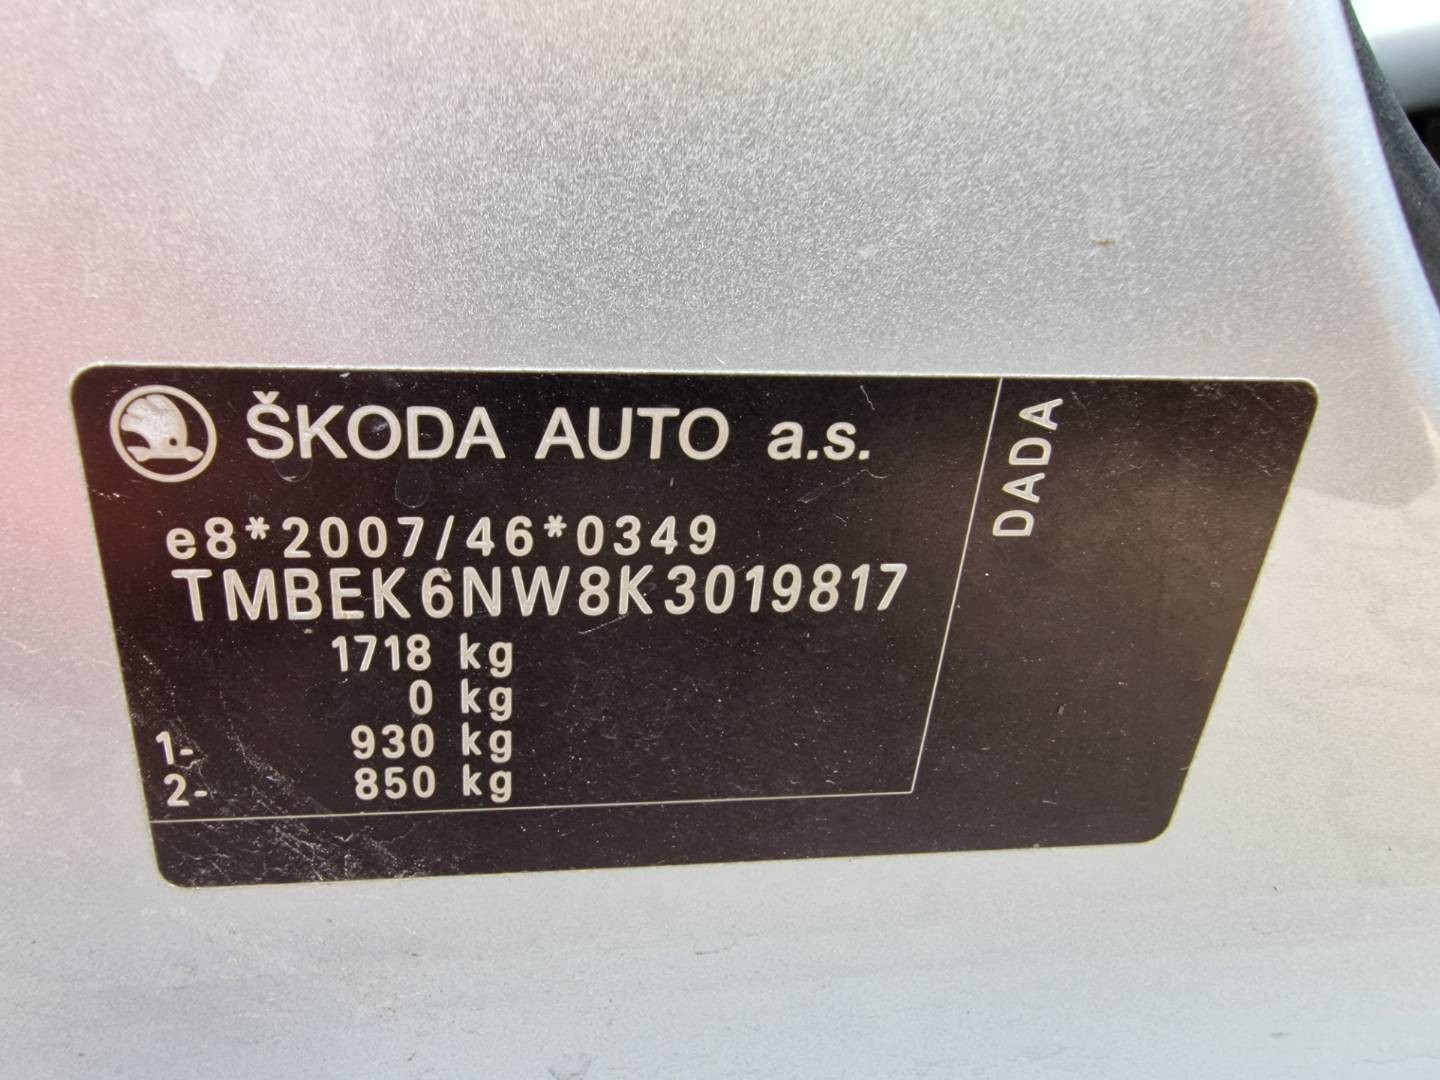 ŠKODA AUTO a.s.
e8*2007/46*0349
TMBEK6NW8K3019817
1718 kg
0 kg
1- 930 kg
2- 850 kg
DADA